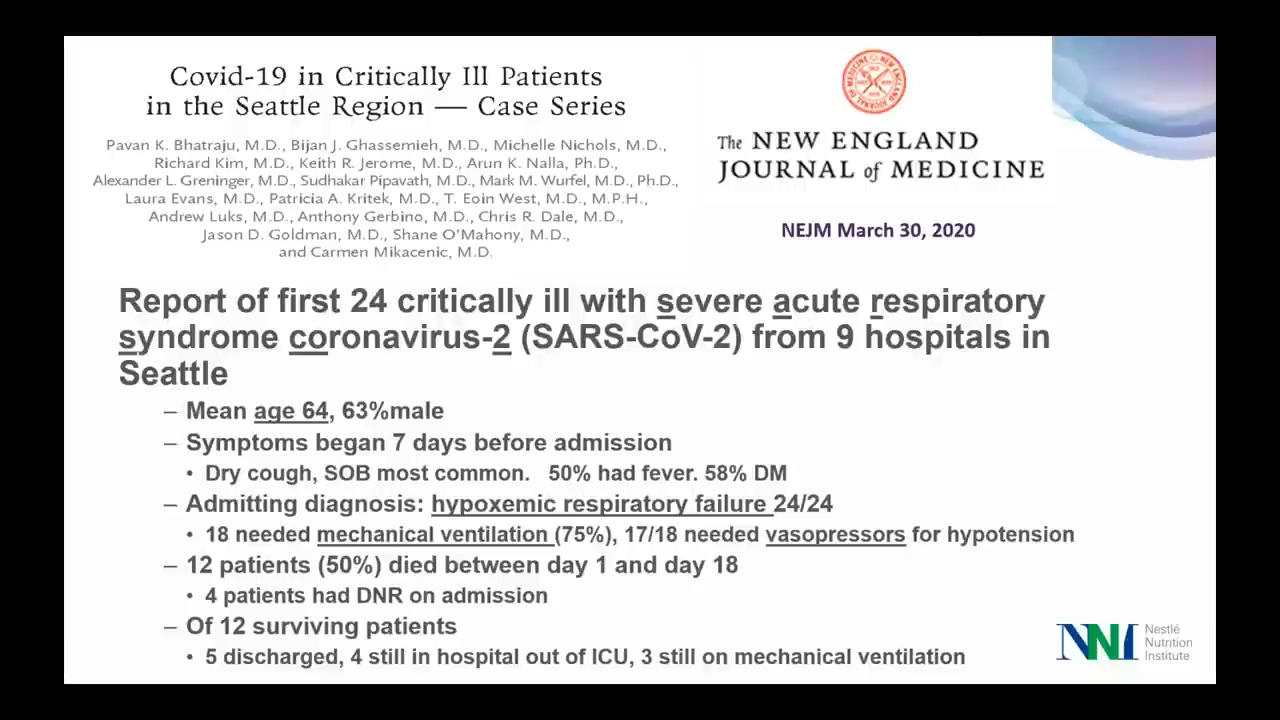 Covid-19 in Critically Ill Patients
in the Seattle Region — Case Series
Pavan K. Bhatraju, M.D., Bijan J. Ghassemieh, M.D., Michelle Nichols, M.D.,
Richard Kim, M.D., Keith R. Jerome, M.D., Arun K. Nalla, Ph.D.,
Alexander L. Greninger, M.D., Sudhakar Pipavath, M.D., Mark M. Wurfel, M.D., Ph.D.,
Laura Evans, M.D., Patricia A. Kritek, M.D., T. Eoin West, M.D., M.P.H.,
Andrew Luks, M.D., Anthony Gerbino, M.D., Chris R. Dale, M.D.,
Jason D. Goldman, M.D., Shane O'Mahony, M.D.,
and Carmen Mikacenic, M.D.
The NEW ENGLAND
JOURNAL of MEDICINE
NEJM March 30, 2020
Report of first 24 critically ill with severe acute respiratory
syndrome coronavirus-2 (SARS-CoV-2) from 9 hospitals in
Seattle
– Mean age 64, 63%male
– Symptoms began 7 days before admission
• Dry cough, SOB most common. 50% had fever. 58% DM
– Admitting diagnosis: hypoxemic respiratory failure 24/24
• 18 needed mechanical ventilation (75%), 17/18 needed vasopressors for hypotension
– 12 patients (50%) died between day 1 and day 18
• 4 patients had DNR on admission
– Of 12 surviving patients
• 5 discharged, 4 still in hospital out of ICU, 3 still on mechanical ventilation
NNI
Nestlé
Nutrition
Institute